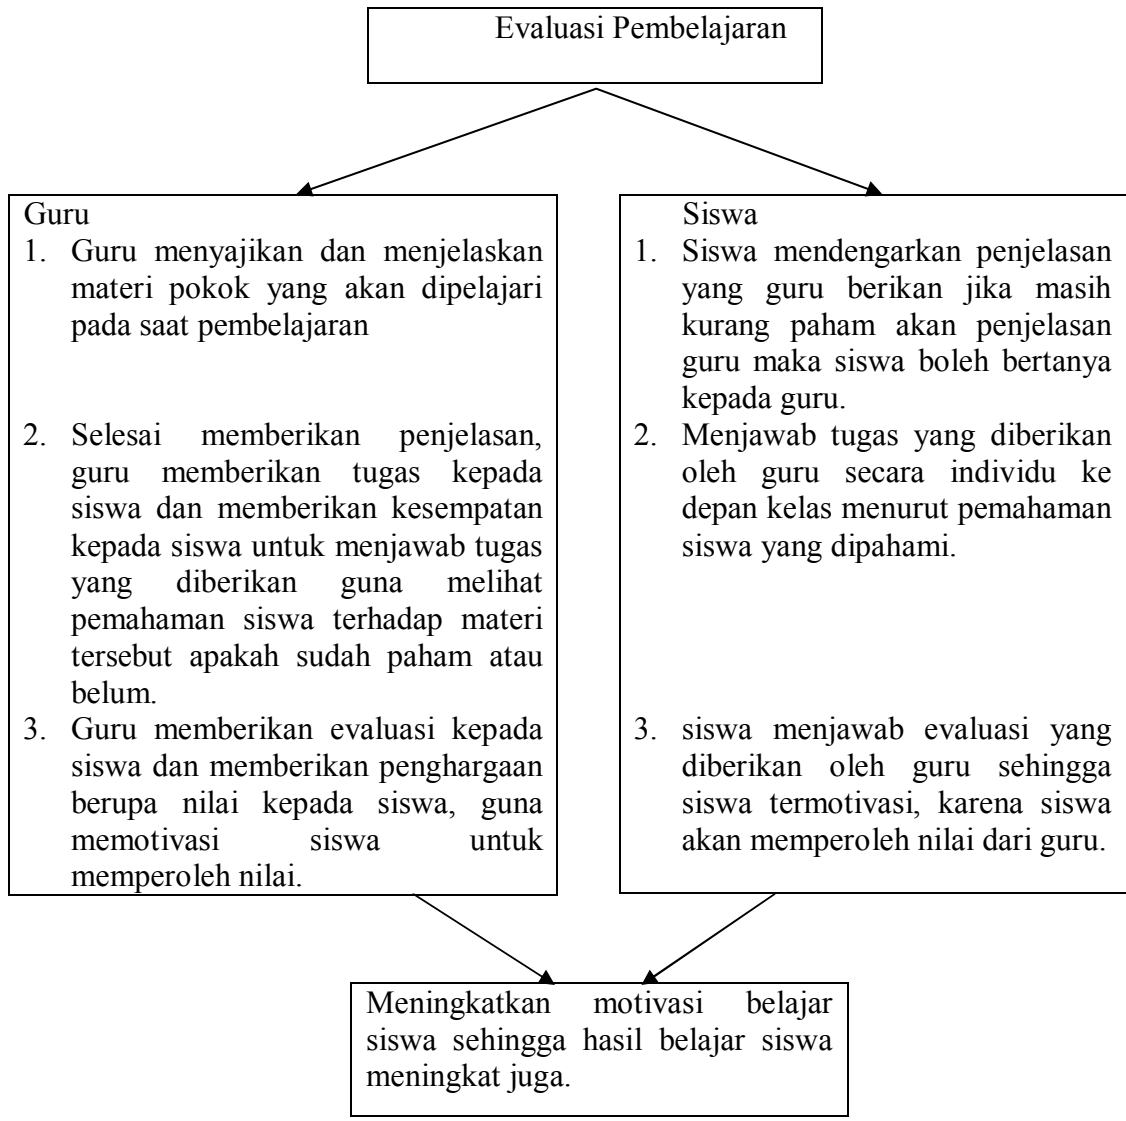 Evaluasi Pembelajaran
Guru
1. Guru menyajikan dan menjelaskan
materi pokok yang akan dipelajari
pada saat pembelajaran
2. Selesai memberikan penjelasan,
guru memberikan tugas kepada
siswa dan memberikan kesempatan
kepada siswa untuk menjawab tugas
yang diberikan guna melihat
pemahaman siswa terhadap materi
tersebut apakah sudah paham atau
belum.
3. Guru memberikan evaluasi kepada
siswa dan memberikan penghargaan
berupa nilai kepada siswa, guna
memotivasi siswa untuk
memperoleh nilai.
Siswa
1. Siswa mendengarkan penjelasan
yang guru berikan jika masih
kurang paham akan penjelasan
guru maka siswa boleh bertanya
kepada guru.
2. Menjawab tugas yang diberikan
oleh guru secara individu ke
depan kelas menurut pemahaman
siswa yang dipahami.
3. siswa menjawab evaluasi yang
diberikan oleh guru sehingga
siswa termotivasi, karena siswa
akan memperoleh nilai dari guru.
Meningkatkan motivasi belajar
siswa sehingga hasil belajar siswa
meningkat juga.